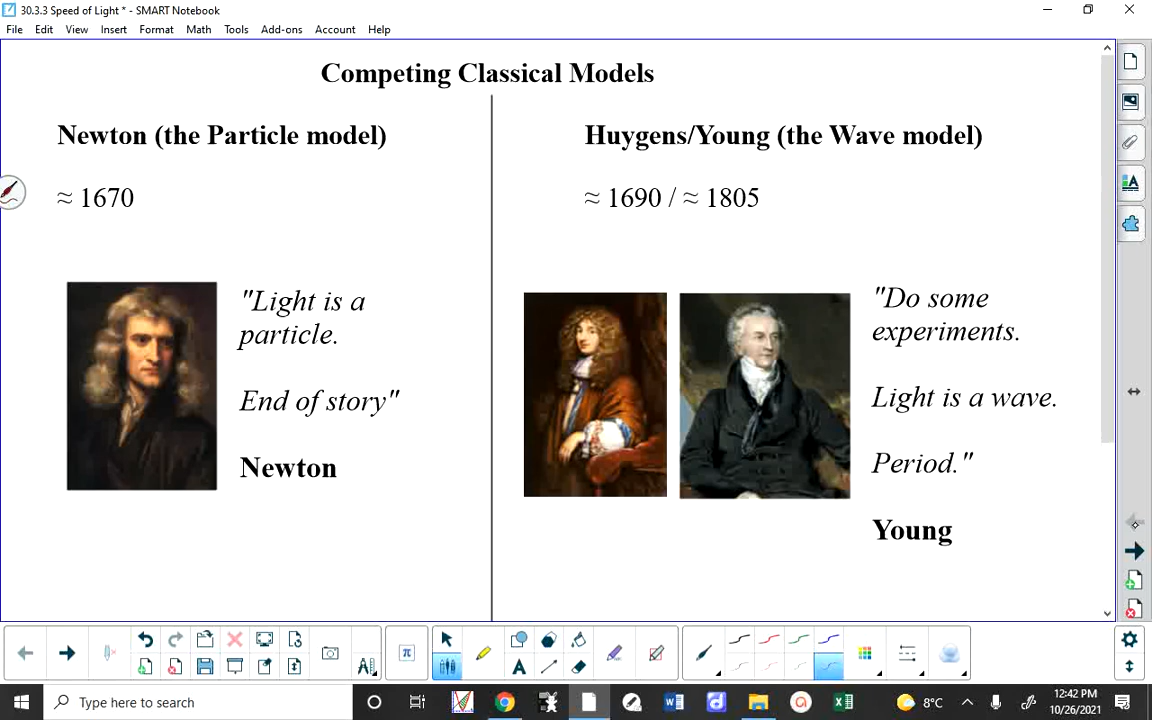 30.3.3 Speed of Light * - SMART Notebook
File Edit View Insert Format Math Tools Add-ons Account Help
Competing Classical Models
Newton (the Particle model)
≈ 1670
"Light is a
particle.
End of story"
Newton
Huygens/Young (the Wave model)
≈ 1690 / ≈ 1805
"Do some
experiments.
Light is a wave.
Period."
Young
Type here to search
8°C
12:42 PM
10/26/2021